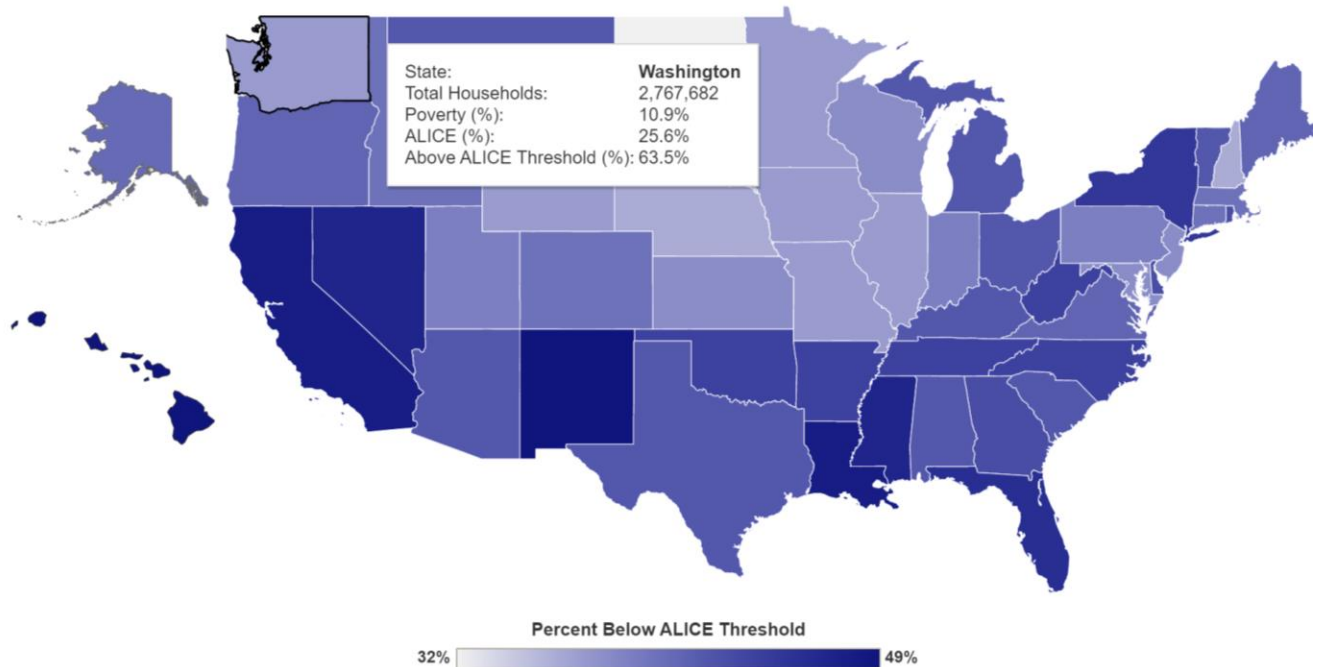 State: Washington
Total Households: 2,767,682
Poverty (%): 10.9%
ALICE (%): 25.6%
Above ALICE Threshold (%): 63.5%
Percent Below ALICE Threshold
32% 49%